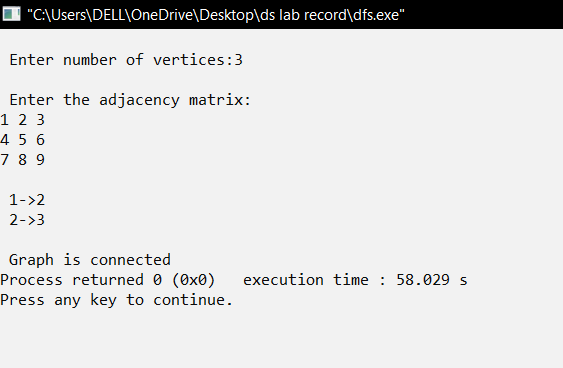 "C:\Users\DELL\OneDrive\Desktop\ds lab record\dfs.exe"
Enter number of vertices:3
Enter the adjacency matrix:
1 2 3
4 5 6
7 8 9
1->2
2->3
Graph is connected
Process returned 0 (0x0)   execution time : 58.029 s
Press any key to continue.